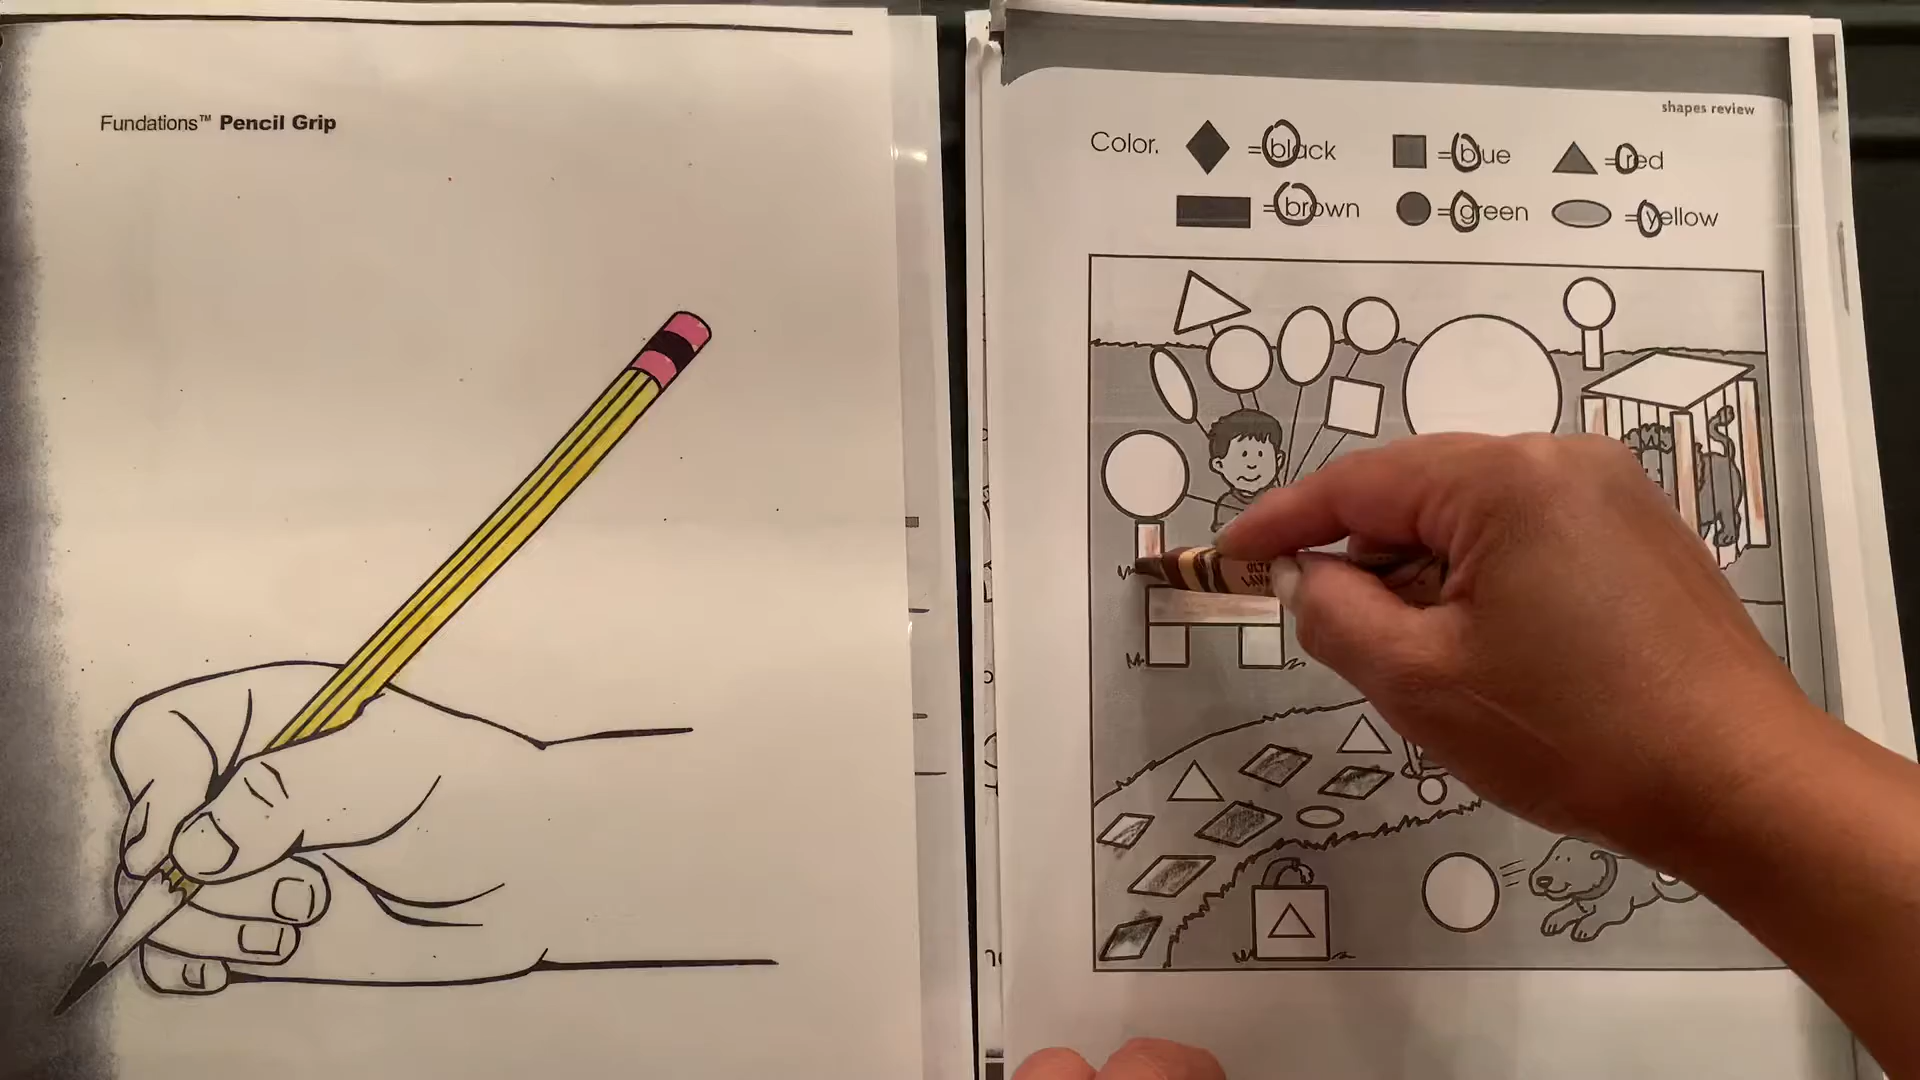 Fundations™ Pencil Grip
shapes review
Color. = black = blue = red
= brown = green = yellow